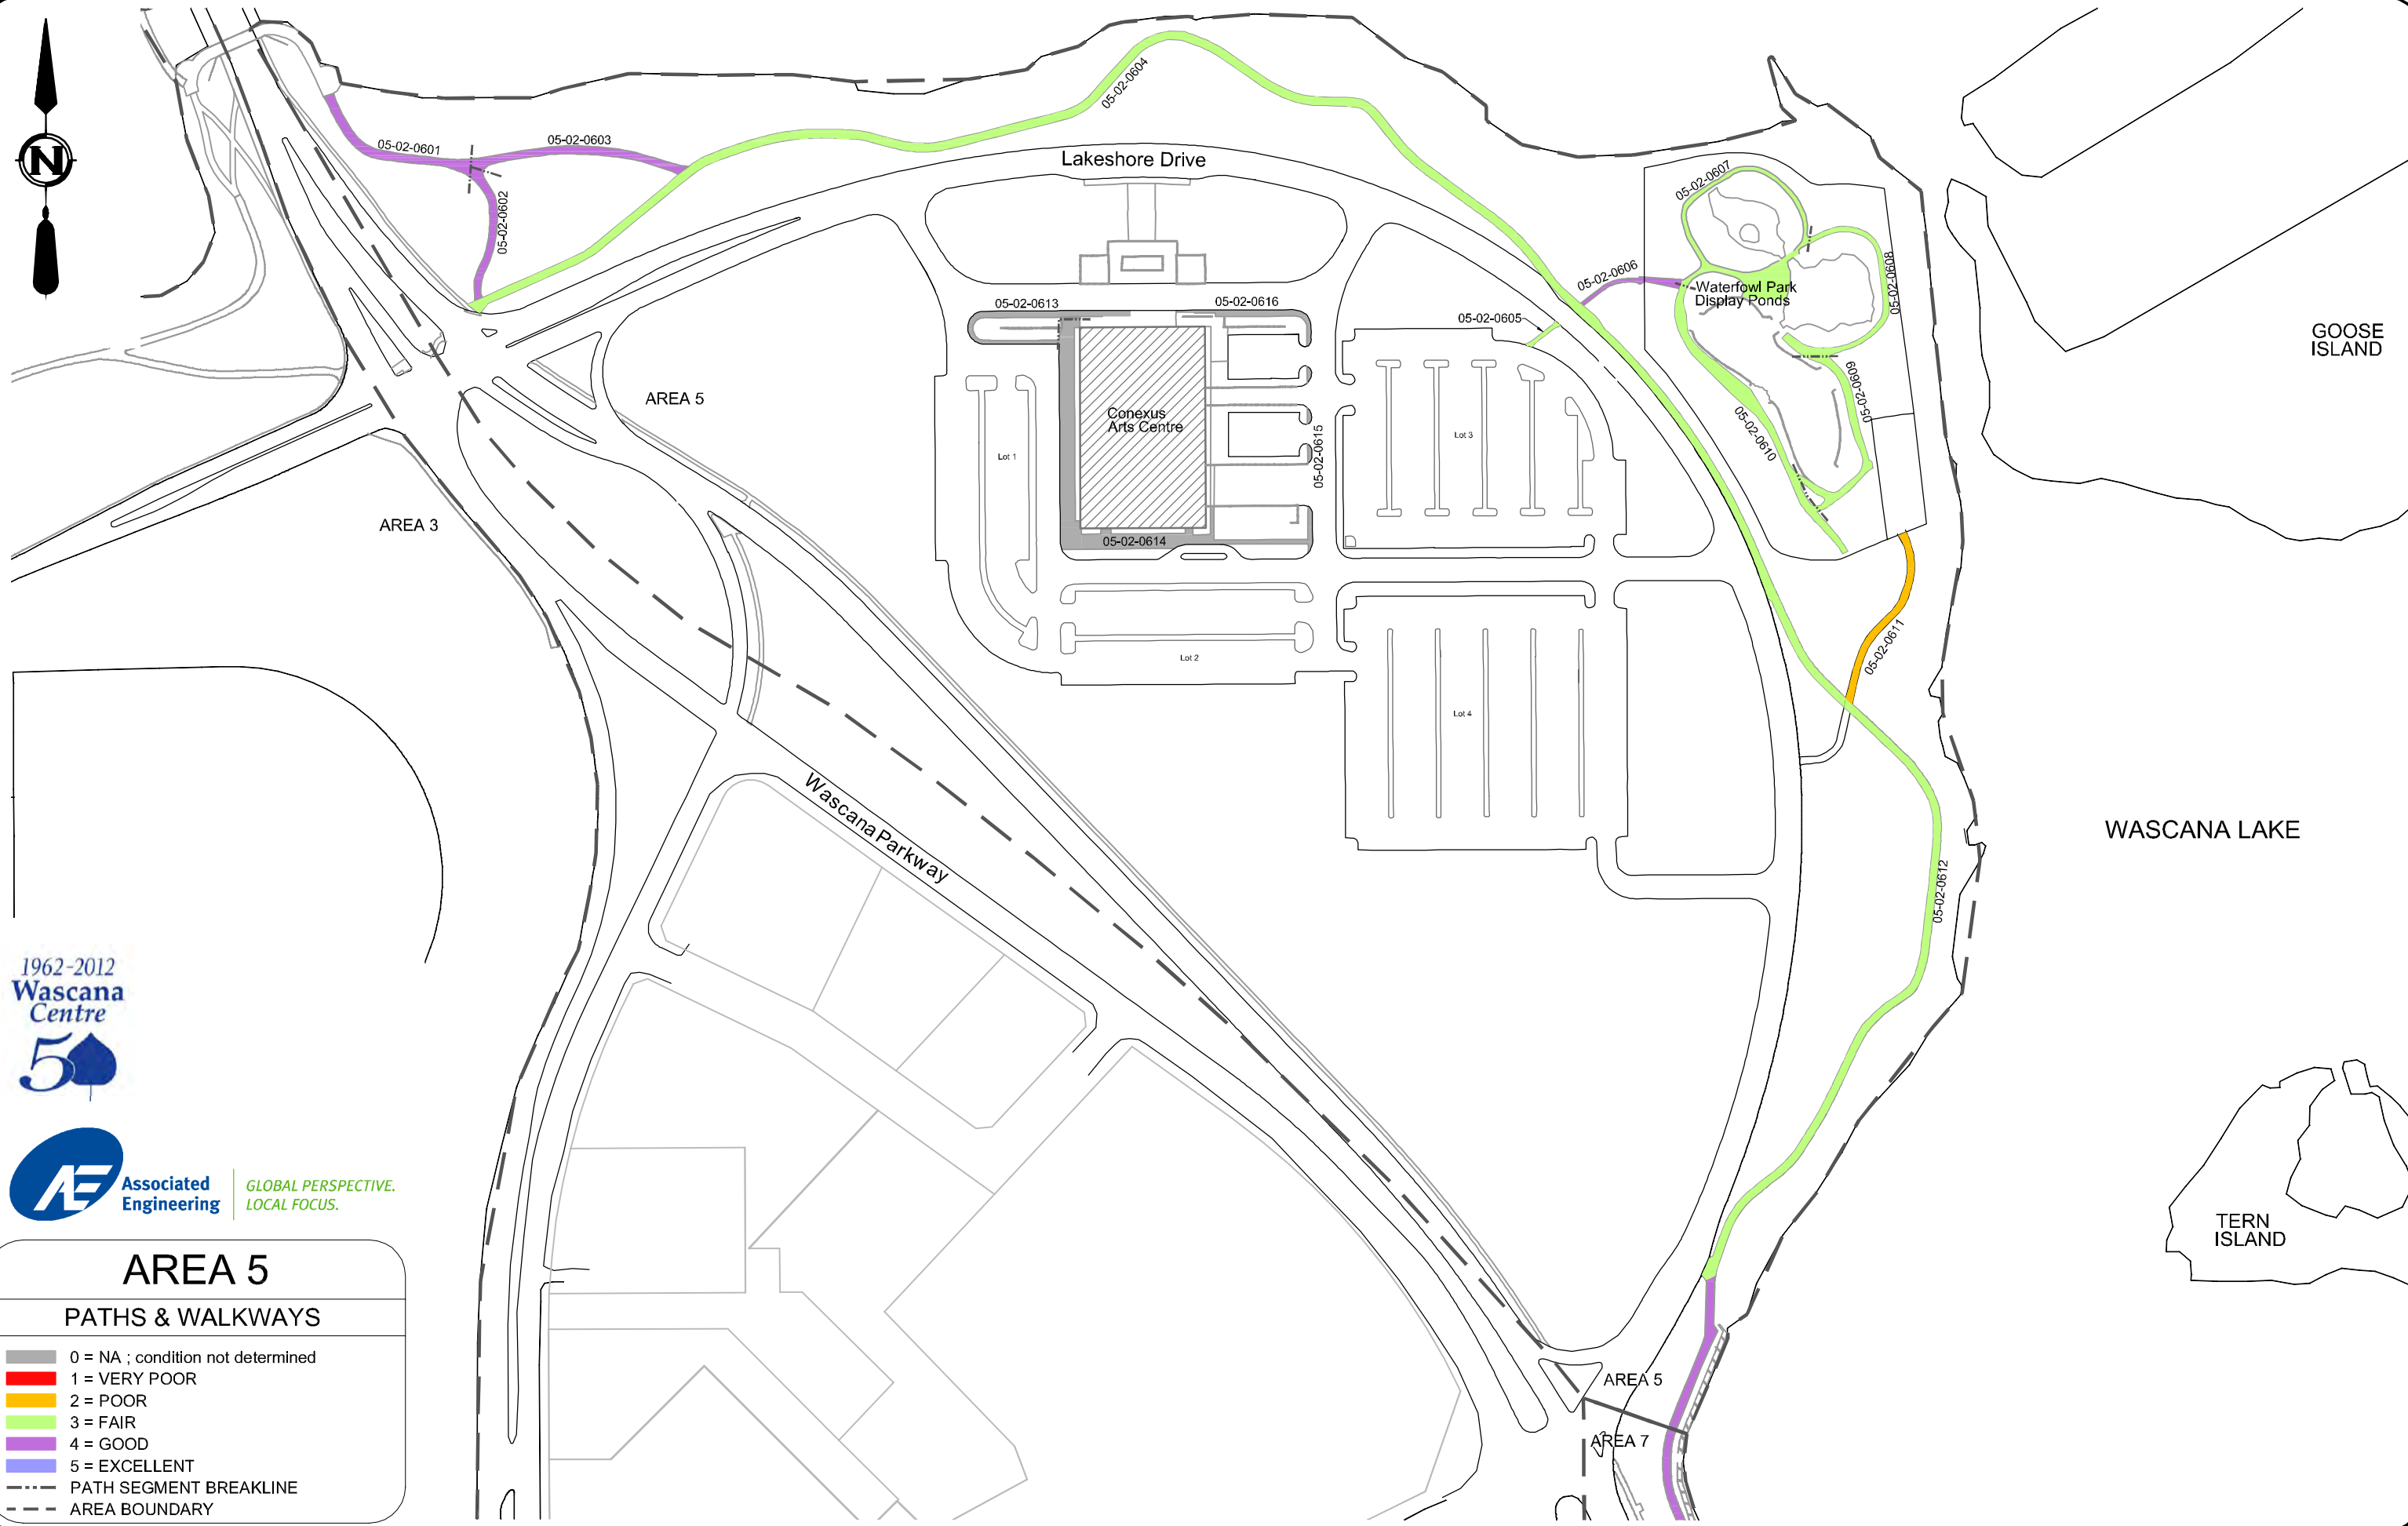 N
05-02-0604
05-02-0601
05-02-0603
05-02-0602
Lakeshore Drive
05-02-0607
05-02-0606
05-02-0608
Waterfowl Park
Display Ponds
05-02-0613
05-02-0616
05-02-0605
GOOSE
ISLAND
AREA 5
Conexus
Arts Centre
Lot 1
05-02-0615
Lot 3
05-02-0609
05-02-0610
AREA 3
05-02-0614
05-02-0611
Lot 2
Lot 4
Wascana Parkway
WASCANA LAKE
05-02-0612
1962-2012
Wascana
Centre
50
AE
Associated
Engineering
GLOBAL PERSPECTIVE.
LOCAL FOCUS.
TERN
ISLAND
AREA 5
PATHS & WALKWAYS
0 = NA ; condition not determined
1 = VERY POOR
2 = POOR
3 = FAIR
4 = GOOD
5 = EXCELLENT
PATH SEGMENT BREAKLINE
AREA BOUNDARY
AREA 5
AREA 7